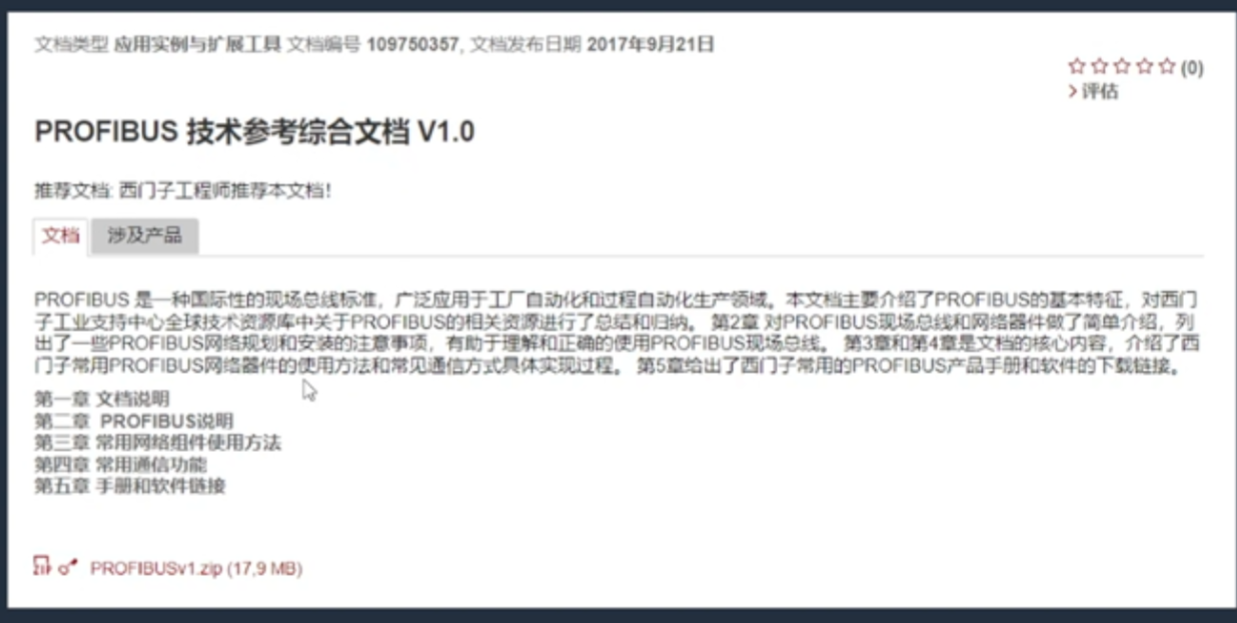 文档类型 应用实例与扩展工具 文档编号 109750357, 文档发布日期 2017年9月21日
(0)
评估
PROFIBUS 技术参考综合文档 V1.0
推荐文档: 西门子工程师推荐本文档!
文档 涉及产品
PROFIBUS 是一种国际性的现场总线标准，广泛应用于工厂自动化和过程自动化生产领域。本文档主要介绍了PROFIBUS的基本特征，对西门
子工业支持中心全球技术资源库中关于PROFIBUS的相关资源进行了总结和归纳。 第2章 对PROFIBUS现场总线和网络器件做了简单介绍，列
出了一些PROFIBUS网络规划和安装的注意事项，有助于理解和正确的使用PROFIBUS现场总线。 第3章和第4章是文档的核心内容，介绍了西
门子常用PROFIBUS网络器件的使用方法和常见通信方式具体实现过程。 第5章给出了西门子常用的PROFIBUS产品手册和软件的下载链接。
第一章 文档说明
第二章 PROFIBUS说明
第三章 常用网络组件使用方法
第四章 常用通信功能
第五章 手册和软件链接
ZIP PROFIBUSv1.zip (17,9 MB)